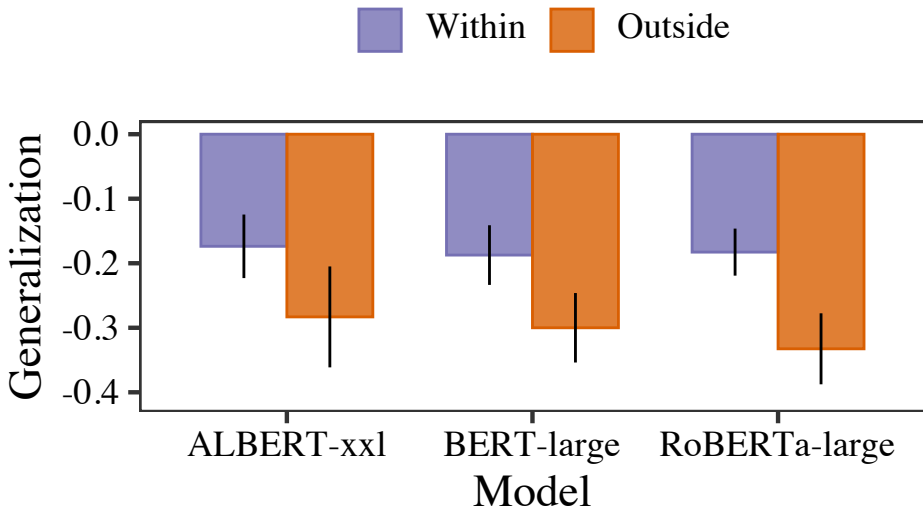 Within Outside
Generalization
0.0
-0.1
-0.2
-0.3
-0.4
ALBERT-xxl BERT-large RoBERTa-large
Model